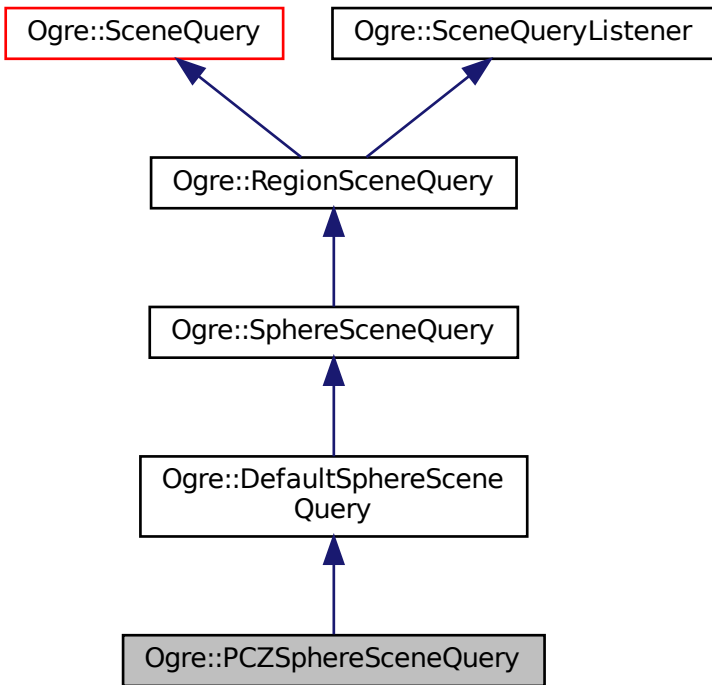 Ogre::SceneQuery
Ogre::SceneQueryListener
Ogre::RegionSceneQuery
Ogre::SphereSceneQuery
Ogre::DefaultSphereScene
Query
Ogre::PCZSphereSceneQuery